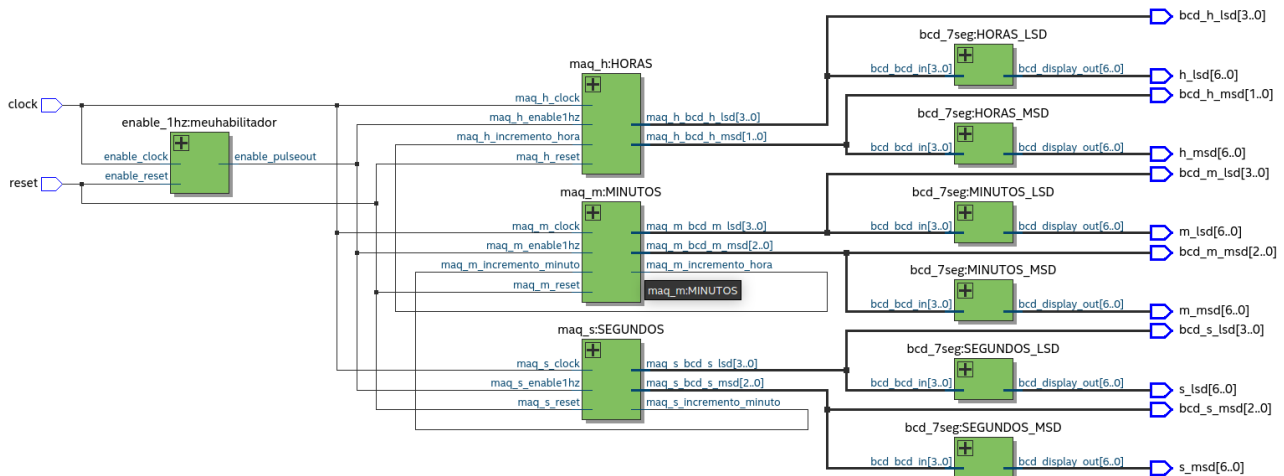 bcd_h_lsd[3..0]
bcd_7seg:HORAS_LSD
bcd_bcd_in[3..0] bcd_display_out[6..0]
h_lsd[6..0]
bcd_h_msd[1..0]
bcd_7seg:HORAS_MSD
bcd_bcd_in[3..0] bcd_display_out[6..0]
h_msd[6..0]
bcd_m_lsd[3..0]
maq_h:HORAS
maq_h_clock
maq_h_enable1hz maq_h_bcd_h_lsd[3..0]
maq_h_incremento_hora maq_h_bcd_h_msd[1..0]
maq_h_reset
clock
enable_1hz:meuhabilitador
enable_clock enable_pulseout
enable_reset
reset
maq_m:MINUTOS
maq_m_clock maq_m_bcd_m_lsd[3..0]
maq_m_enable1hz maq_m_bcd_m_msd[2..0]
maq_m_incremento_minuto maq_m_incremento_hora
maq_m_reset
maq_m:MINUTOS
bcd_7seg:MINUTOS_LSD
bcd_bcd_in[3..0] bcd_display_out[6..0]
m_lsd[6..0]
bcd_m_msd[2..0]
bcd_7seg:MINUTOS_MSD
bcd_bcd_in[3..0] bcd_display_out[6..0]
m_msd[6..0]
bcd_s_lsd[3..0]
maq_s:SEGUNDOS
maq_s_clock maq_s_bcd_s_lsd[3..0]
maq_s_enable1hz maq_s_bcd_s_msd[2..0]
maq_s_reset maq_s_incremento_minuto
bcd_7seg:SEGUNDOS_LSD
bcd_bcd_in[3..0] bcd_display_out[6..0]
s_lsd[6..0]
bcd_s_msd[2..0]
bcd_7seg:SEGUNDOS_MSD
bcd_bcd_in[3..0] bcd_display_out[6..0]
s_msd[6..0]